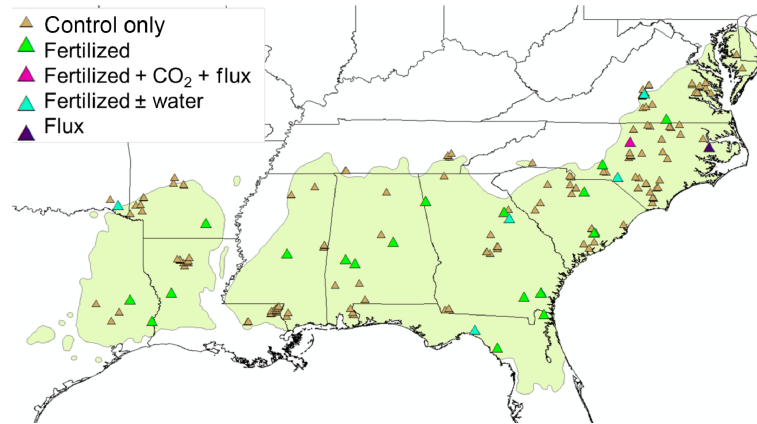 Control only
Fertilized
Fertilized + CO₂ + flux
Fertilized ± water
Flux